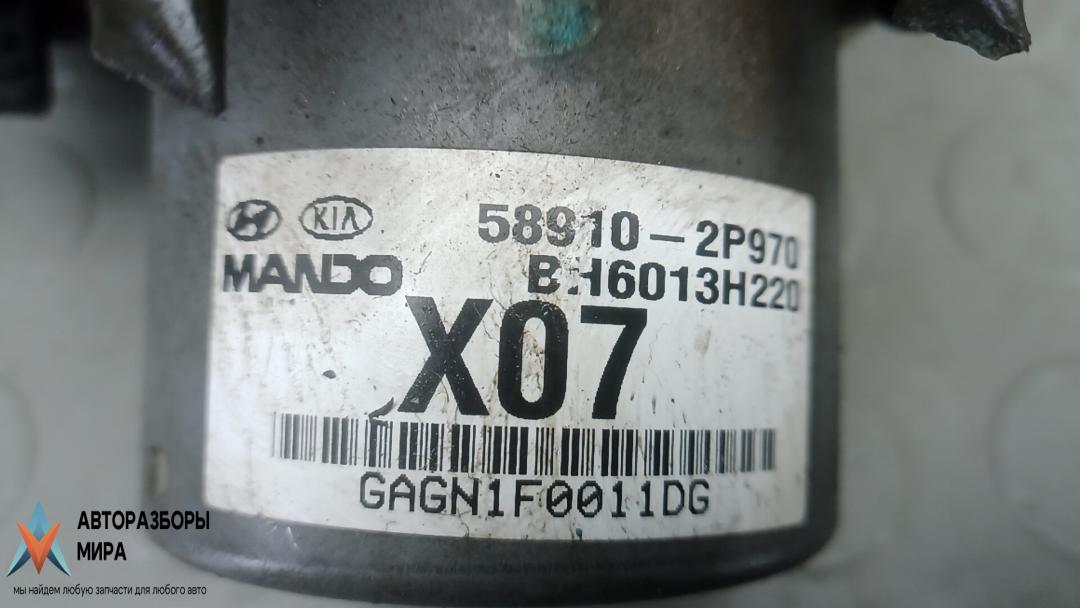 KIA
58910-2P970
MANDO
BH6013H220
X07
GAGN1F0011DG
АВТОРАЗБОРЫ
МИРА
мы найдем любую запчасти для любого авто